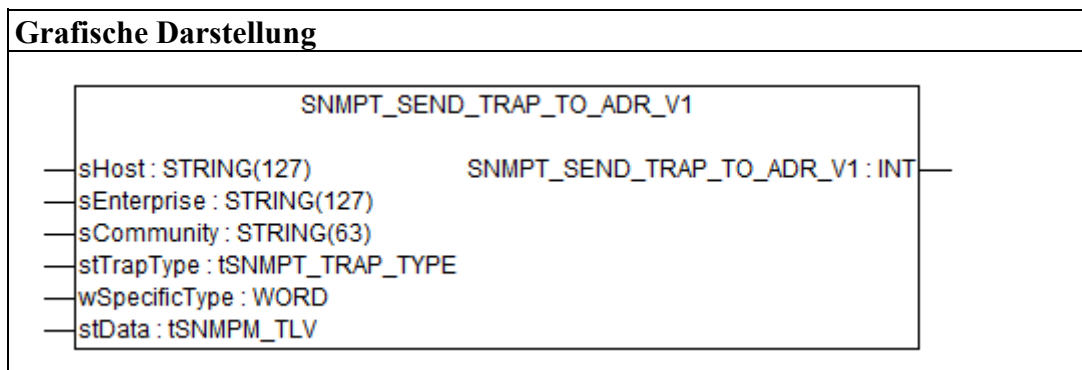 Grafische Darstellung
SNMPT_SEND_TRAP_TO_ADR_V1
sHost : STRING(127) SNMPT_SEND_TRAP_TO_ADR_V1 : INT
sEnterprise : STRING(127)
sCommunity : STRING(63)
stTrapType : tSNMPT_TRAP_TYPE
wSpecificType : WORD
stData : tSNMPM_TLV